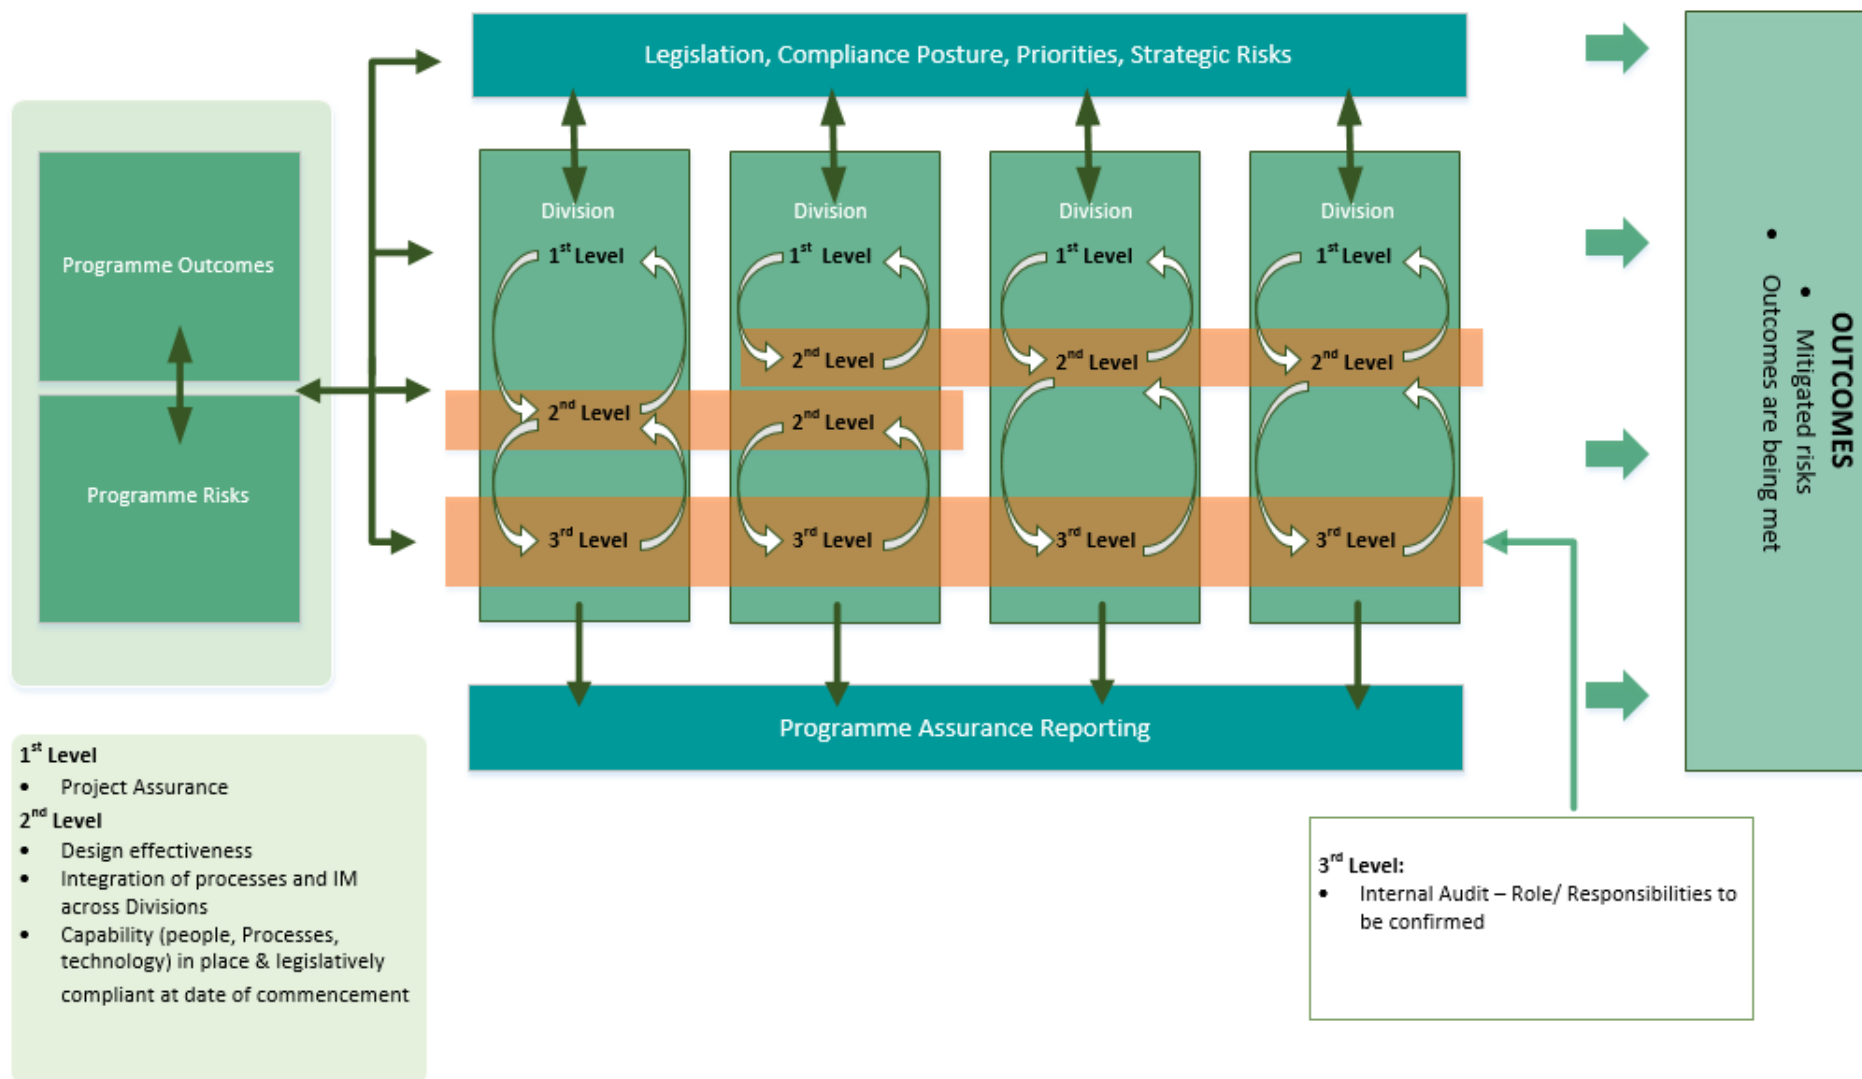 Legislation, Compliance Posture, Priorities, Strategic Risks
Programme Outcomes
Programme Risks
Division
1st Level
2nd Level
3rd Level
Division
1st Level
2nd Level
2nd Level
3rd Level
Division
1st Level
2nd Level
3rd Level
Division
1st Level
2nd Level
3rd Level
Programme Assurance Reporting
OUTCOMES
• Mitigated risks
• Outcomes are being met
1st Level
• Project Assurance
2nd Level
• Design effectiveness
• Integration of processes and IM
across Divisions
• Capability (people, Processes,
technology) in place & legislatively
compliant at date of commencement
3rd Level:
• Internal Audit – Role/ Responsibilities to
be confirmed